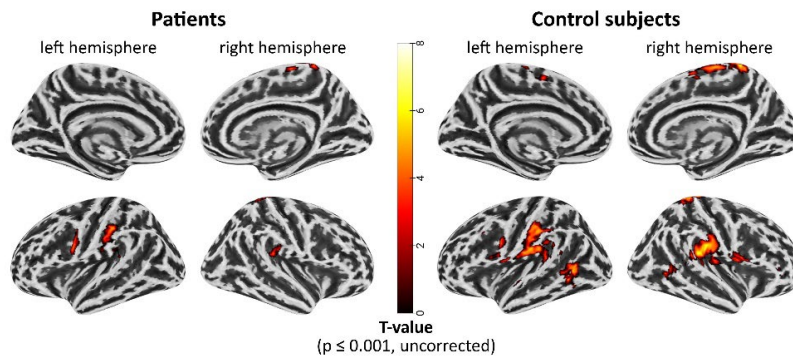 Patients
Control subjects
left hemisphere
right hemisphere
left hemisphere
right hemisphere
8
6
4
2
0
T-value
(p ≤ 0.001, uncorrected)